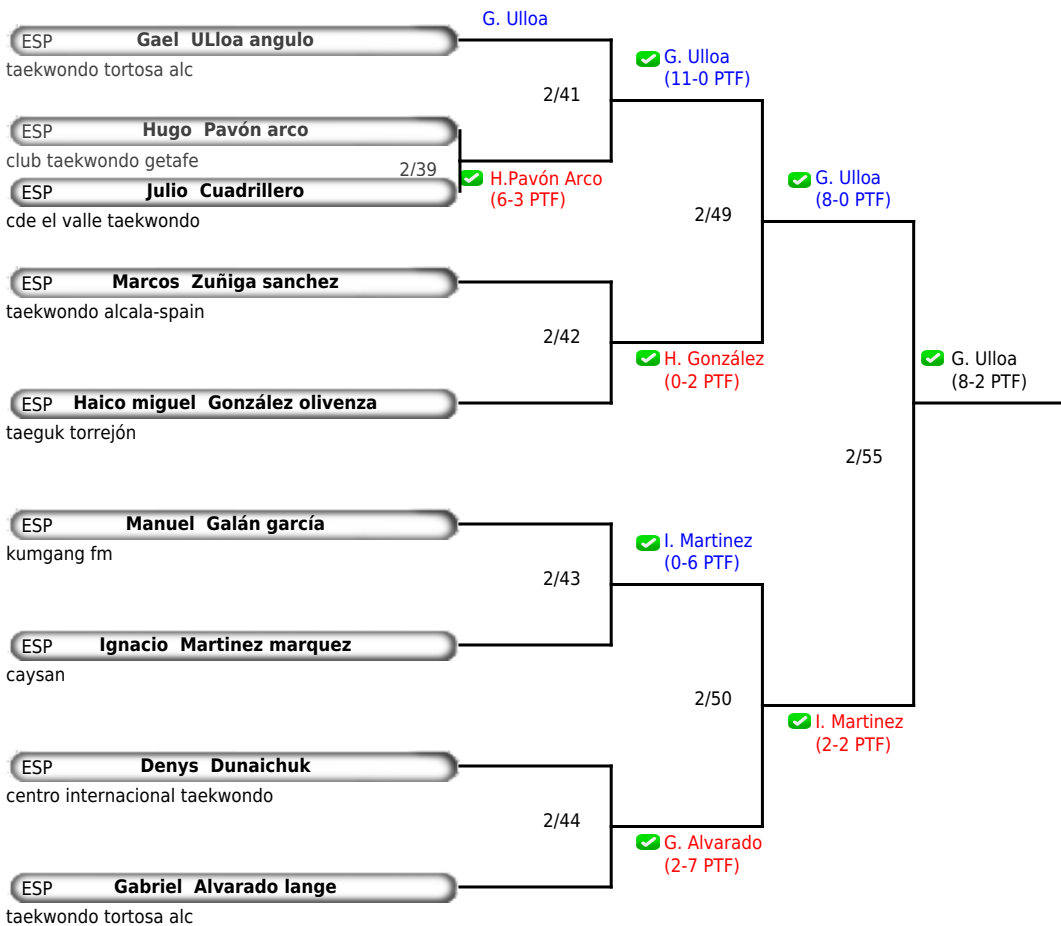 G. Ulloa
ESP Gael ULloa angulo
taekwondo tortosa alc
G. Ulloa
(11-0 PTF)
2/41
ESP Hugo Pavón arco
club taekwondo getafe
2/39
H.Pavón Arco
(6-3 PTF)
ESP Julio Cuadrillero
cde el valle taekwondo
G. Ulloa
(8-0 PTF)
2/49
ESP Marcos Zuñiga sanchez
taekwondo alcala-spain
2/42
H. González
(0-2 PTF)
G. Ulloa
(8-2 PTF)
ESP Haico miguel González olivenza
taeguk torrejón
2/55
ESP Manuel Galán garcía
kumgang fm
I. Martinez
(0-6 PTF)
2/43
ESP Ignacio Martinez marquez
caysan
2/50
I. Martinez
(2-2 PTF)
ESP Denys Dunaichuk
centro internacional taekwondo
2/44
G. Alvarado
(2-7 PTF)
ESP Gabriel Alvarado lange
taekwondo tortosa alc